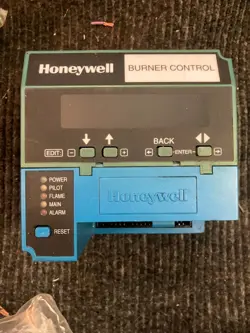 Honeywell
BURNER CONTROL
EDIT - + BACK ← ENTER → +
POWER
PILOT
FLAME
MAIN
ALARM
RESET
Honeywell